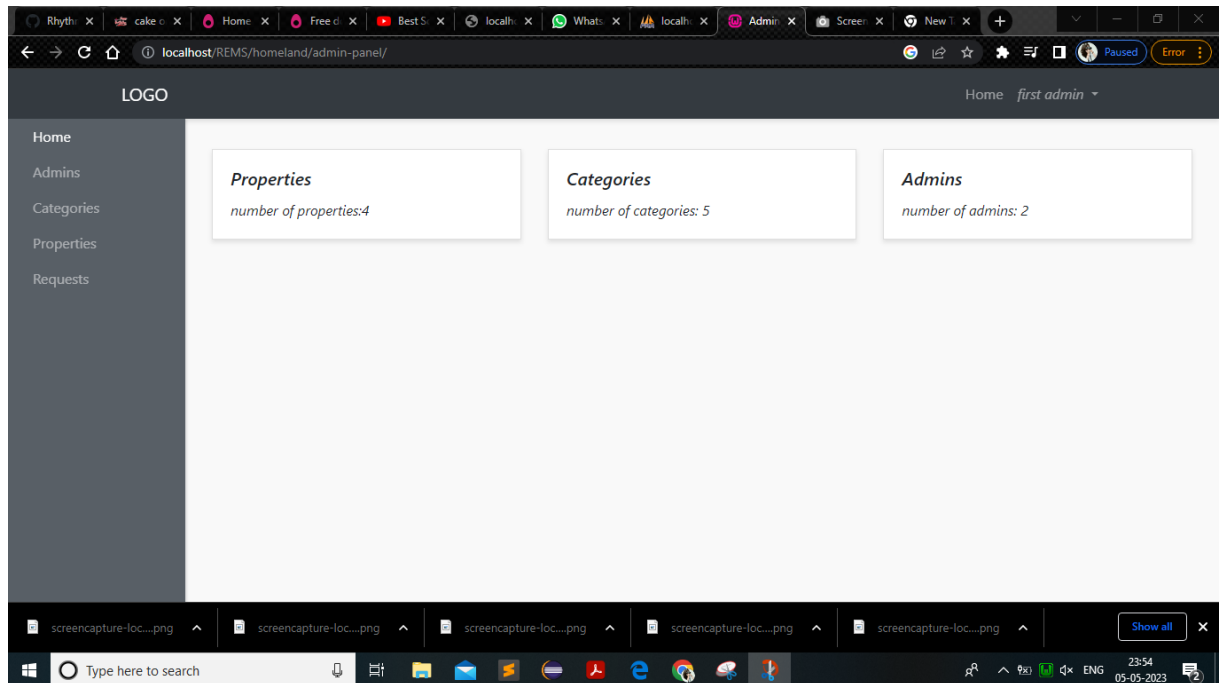 Rhyth
cake o
Home
Free d
Best S
localh
Whats
localh
Admin
Screen
New T
localhost/REMS/homeland/admin-panel/
Paused
Error
LOGO
Home
first admin
Home
Admins
Categories
Properties
Requests
Properties
number of properties:4
Categories
number of categories: 5
Admins
number of admins: 2
screencapture-loc....png
screencapture-loc....png
screencapture-loc....png
screencapture-loc....png
screencapture-loc....png
Show all
Type here to search
ENG
23:54
05-05-2023
2